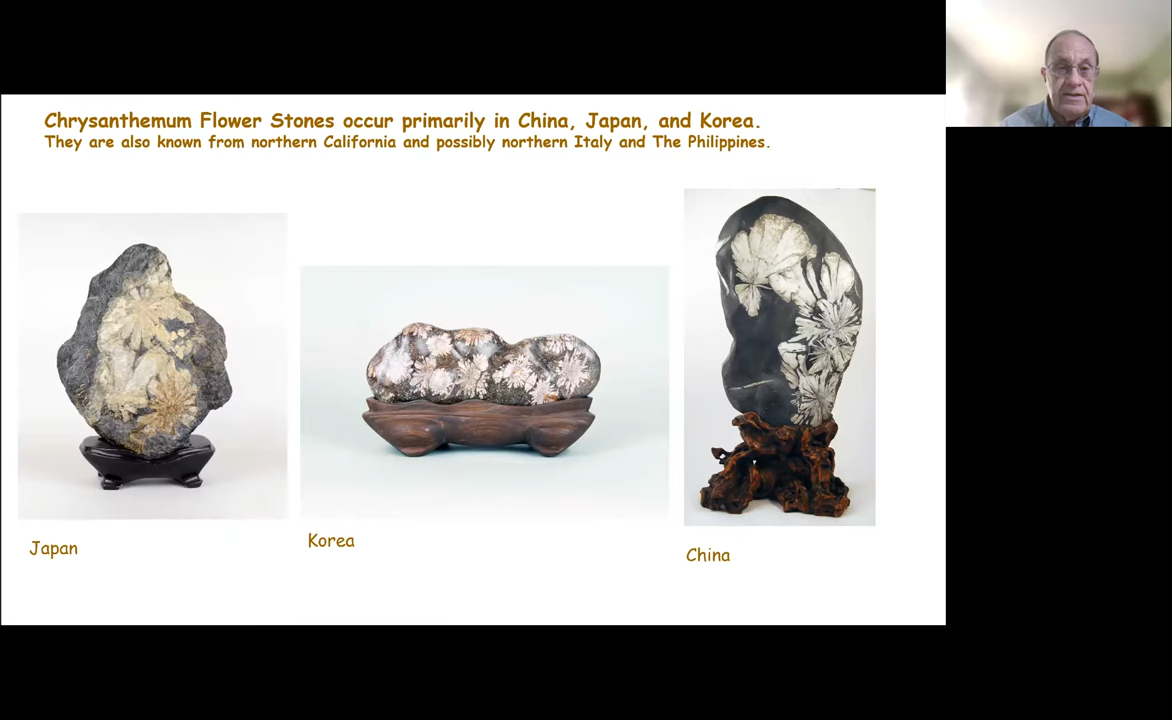 Chrysanthemum Flower Stones occur primarily in China, Japan, and Korea.
They are also known from northern California and possibly northern Italy and The Philippines.
Japan
Korea
China